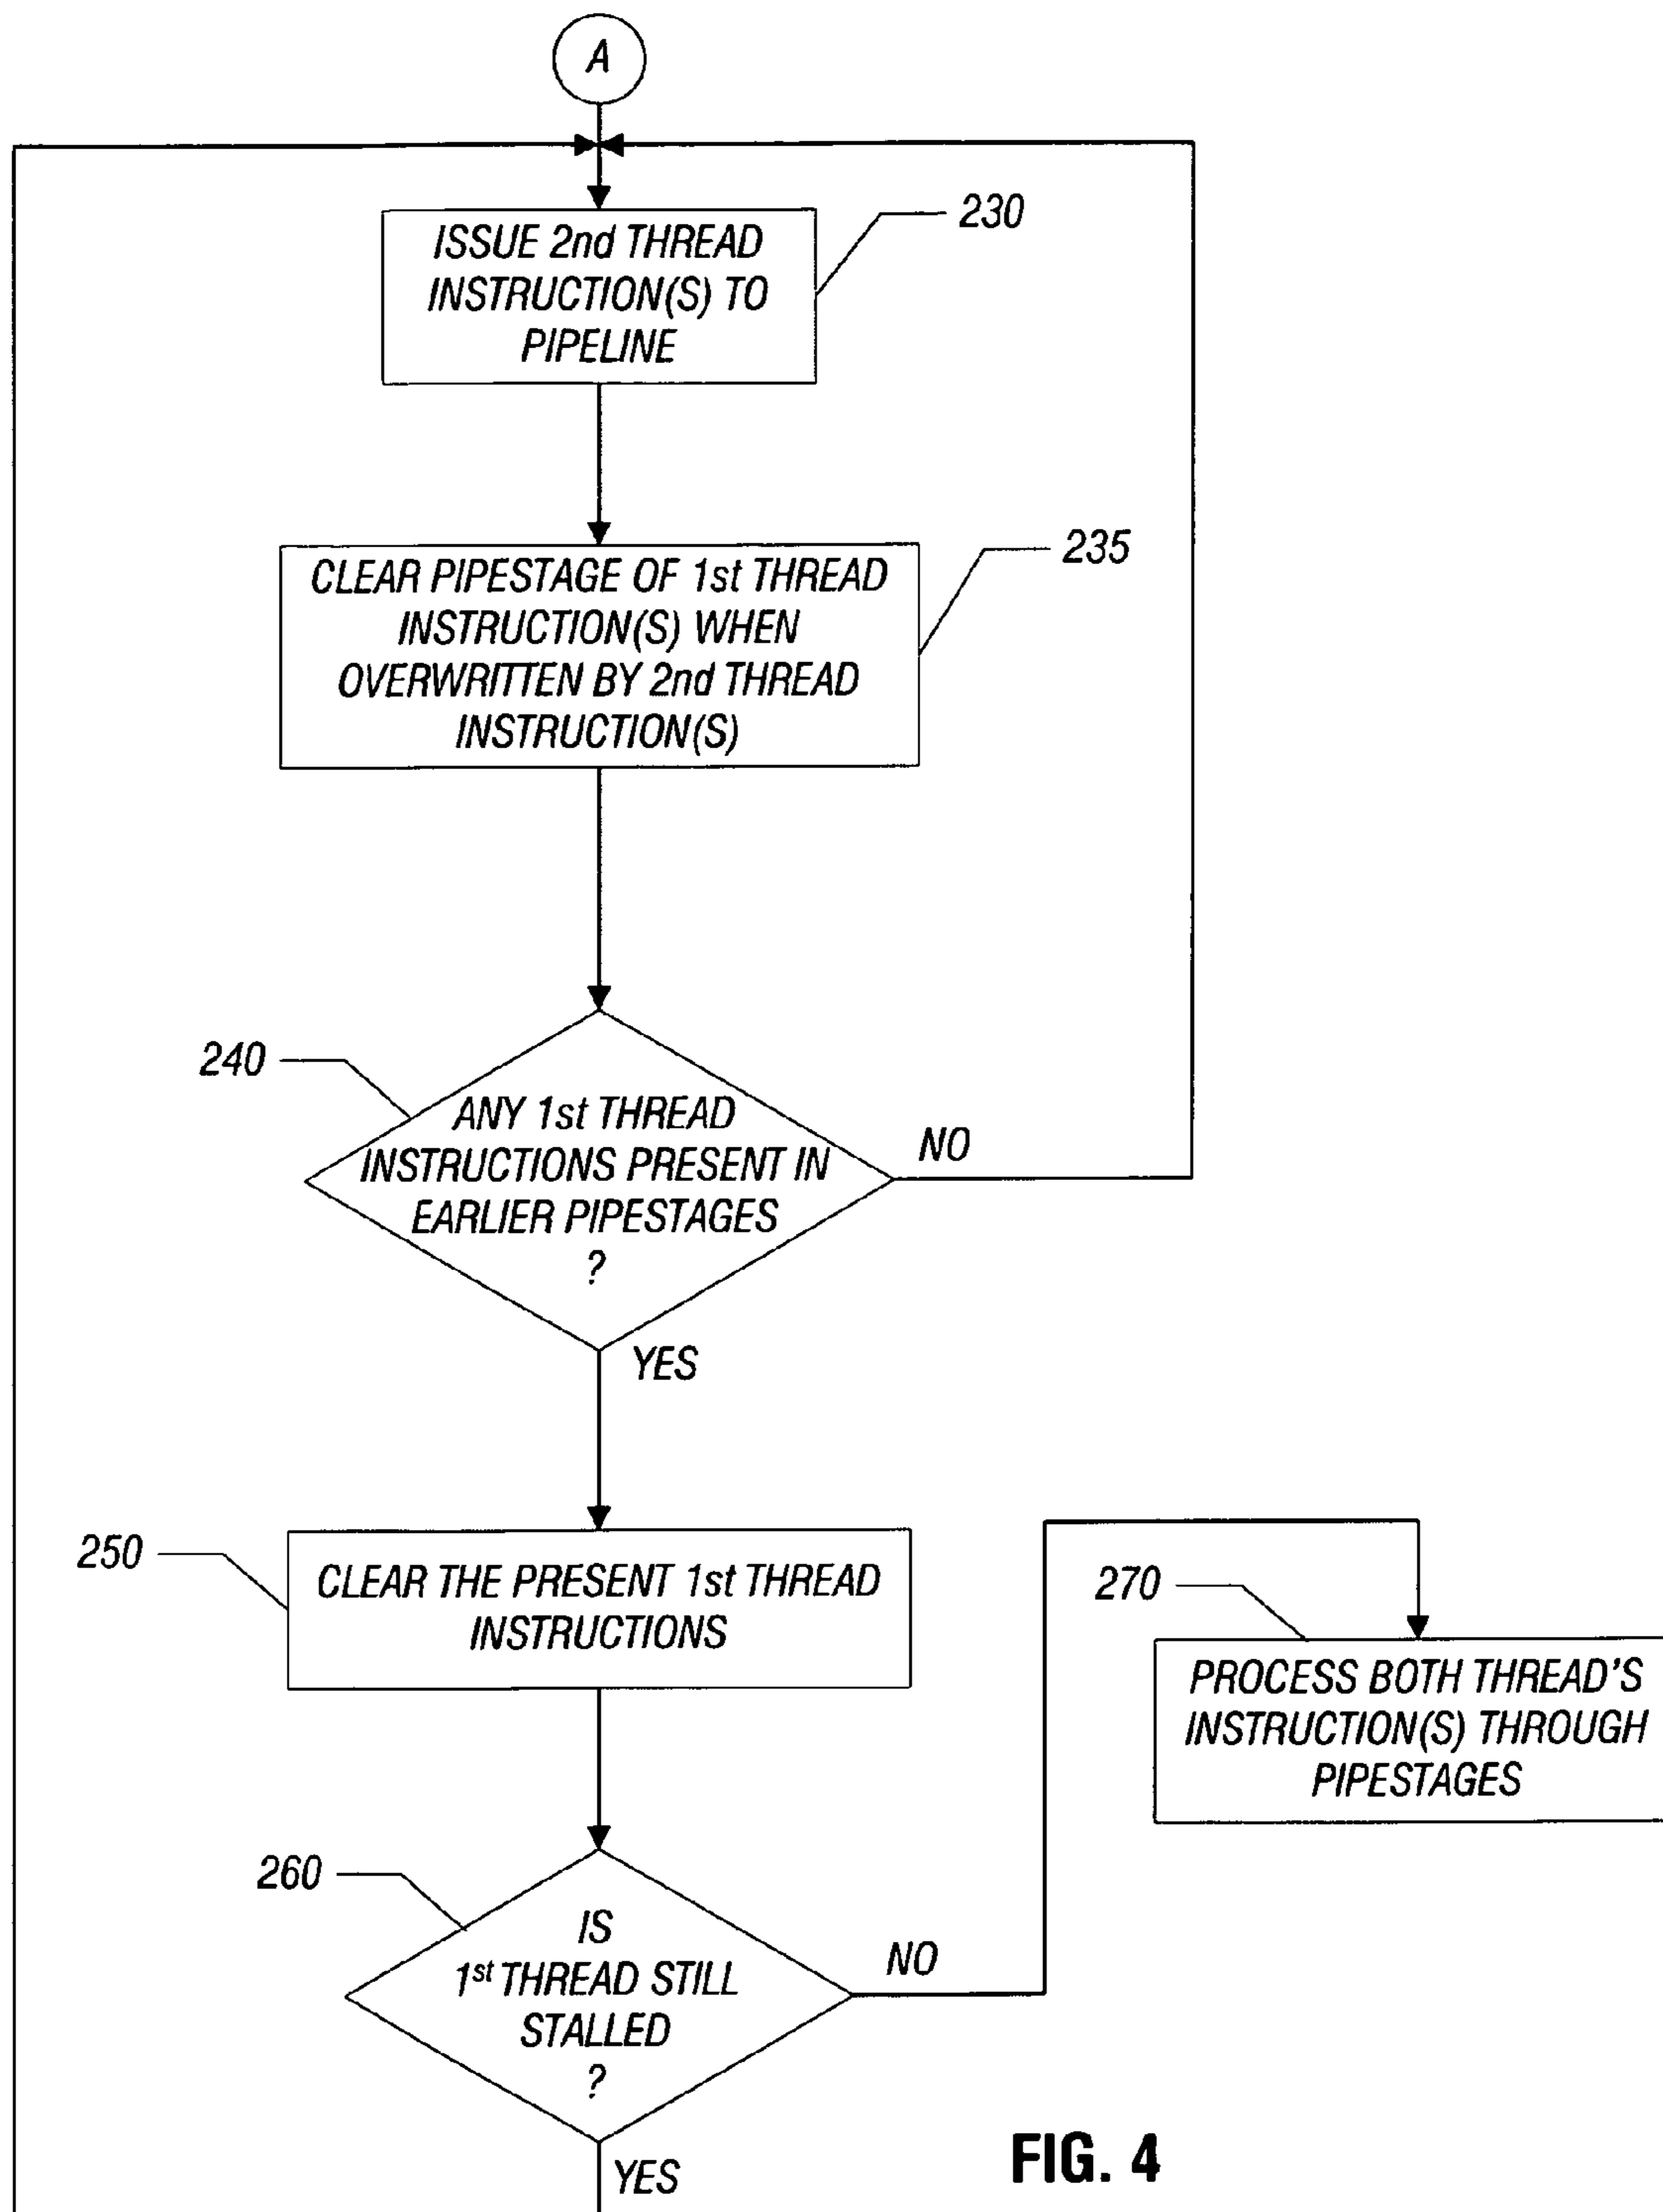 A
ISSUE 2nd THREAD
INSTRUCTION(S) TO
PIPELINE
230
CLEAR PIPESTAGE OF 1st THREAD
INSTRUCTION(S) WHEN
OVERWRITTEN BY 2nd THREAD
INSTRUCTION(S)
235
240
ANY 1st THREAD
INSTRUCTIONS PRESENT IN
EARLIER PIPESTAGES
?
NO
YES
250
CLEAR THE PRESENT 1st THREAD
INSTRUCTIONS
270
PROCESS BOTH THREAD'S
INSTRUCTION(S) THROUGH
PIPESTAGES
260
IS
1st THREAD STILL
STALLED
?
NO
YES
FIG. 4